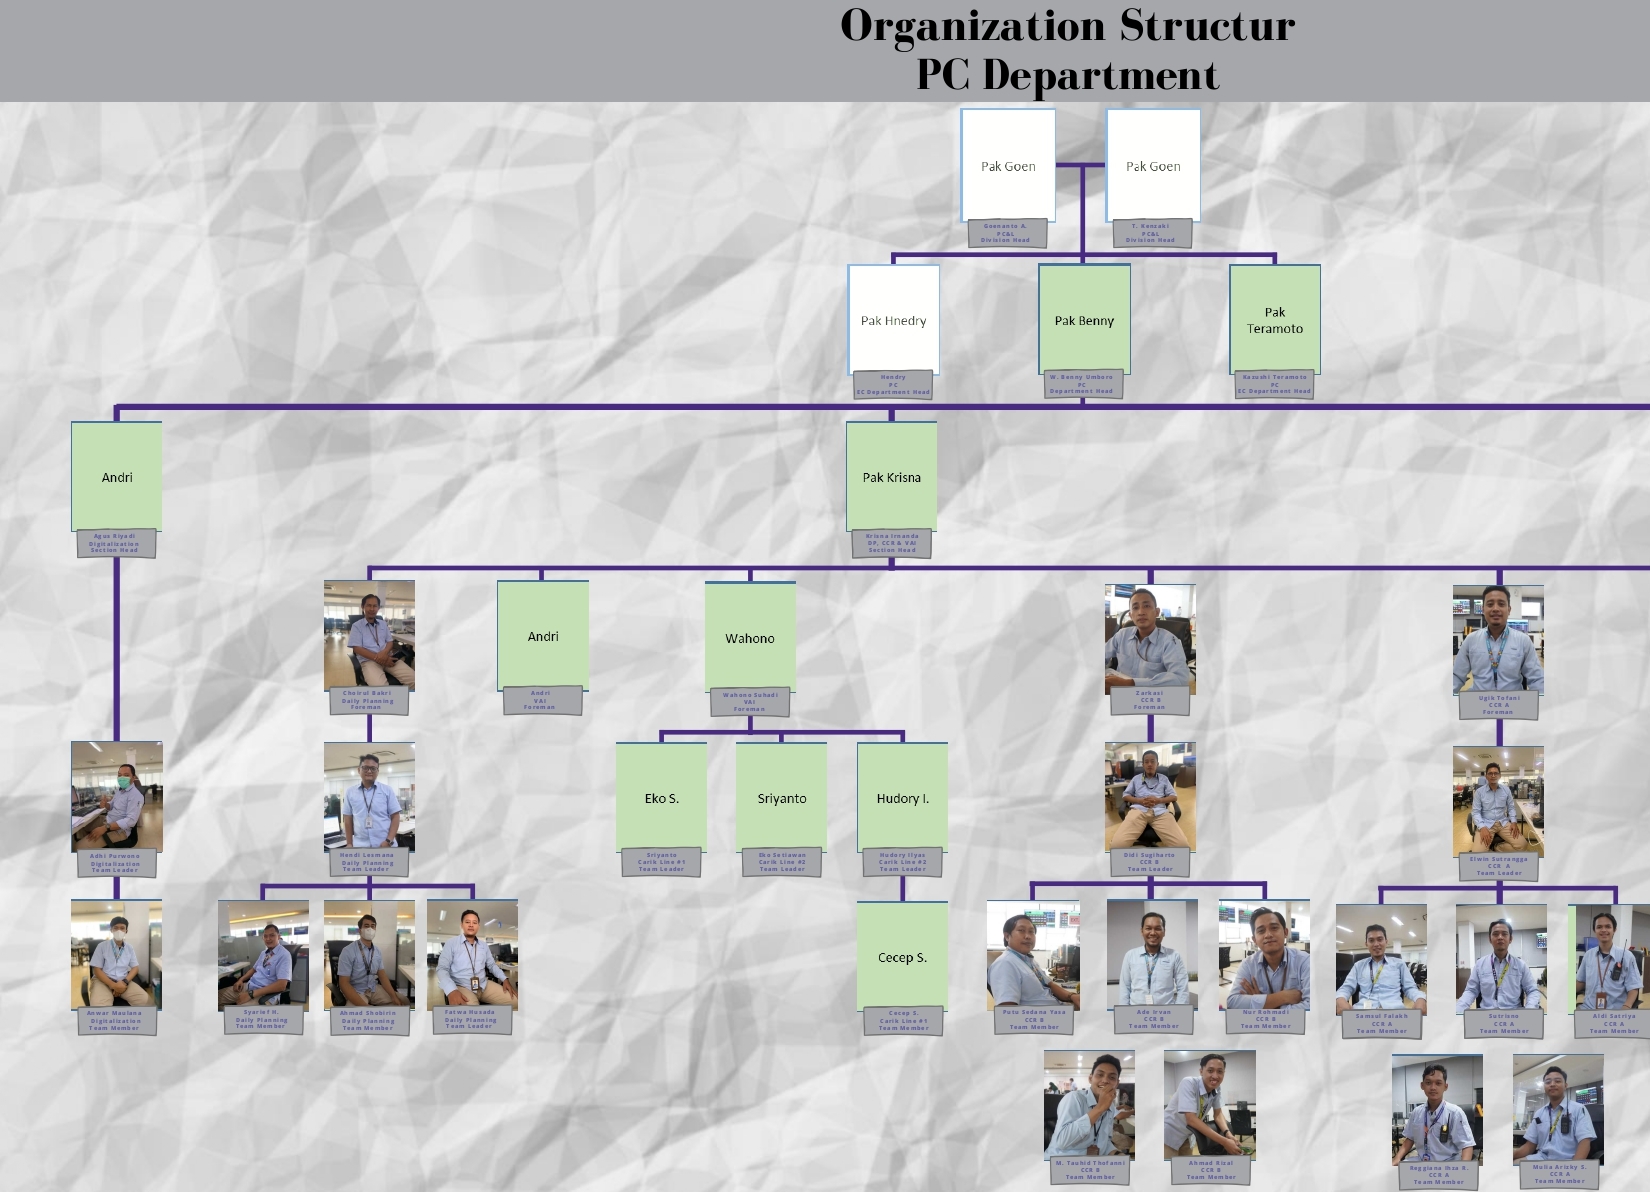 Organization Structur
PC Department
Pak Goen
Pak Goen
Goenanto A.
PC&L
Division Head
T. Konsaki
PC&L
Division Head
Pak Hnedry
Pak Benny
Pak
Teramoto
Hendry
PC
EC Department Head
W. Benny Umboro
PC
Department Head
Kazushi Teramoto
PC
EC Department Head
Andri
Pak Krisna
Agus Riyadi
Digitalization
Section Head
Krisna Irnanda
DP, CCR & VAI
Section Head
Andri
Wahono
Choirul Bakri
Daily Planning
Foreman
Andri
VAI
Foreman
Wahono Suhadi
VAI
Foreman
Zarkasi
CCR B
Foreman
Ugik Tofani
CCR A
Foreman
Eko S.
Sriyanto
Hudory I.
Adhi Purwono
Digitalization
Team Leader
Hendi Lesmana
Daily Planning
Team Leader
Sriyanto
Carik Line #1
Team Leader
Eko Setiawan
Carik Line #2
Team Leader
Hudory Ilyas
Carik Line #2
Team Leader
Didi Sugiharto
CCR B
Team Leader
Elwin Satrangga
CCR A
Team Leader
Cecep S.
Anwar Maulana
Digitalization
Team Member
Syarief H.
Daily Planning
Team Member
Ahmad Shobirin
Daily Planning
Team Member
Fatwa Husada
Daily Planning
Team Leader
Cecep S.
Carik Line #1
Team Member
Putu Sedana Yasa
CCR B
Team Member
Ade Irvan
CCR B
Team Member
Nur Rohmadi
CCR B
Team Member
Samsul Falakh
CCR A
Team Member
Sutrisno
CCR A
Team Member
Aldi Satriya
CCR A
Team Member
M. Tauhid Thofanni
CCR B
Team Member
Ahmad Rizal
CCR B
Team Member
Reggiana Ihza R.
CCR A
Team Member
Mulia Arizky S.
CCR A
Team Member